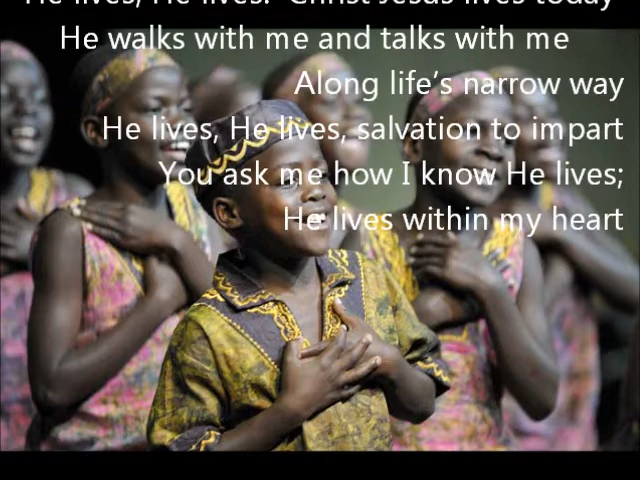 He lives, He lives! Christ Jesus lives today
He walks with me and talks with me
Along life's narrow way
He lives, He lives, salvation to impart
You ask me how I know He lives;
He lives within my heart